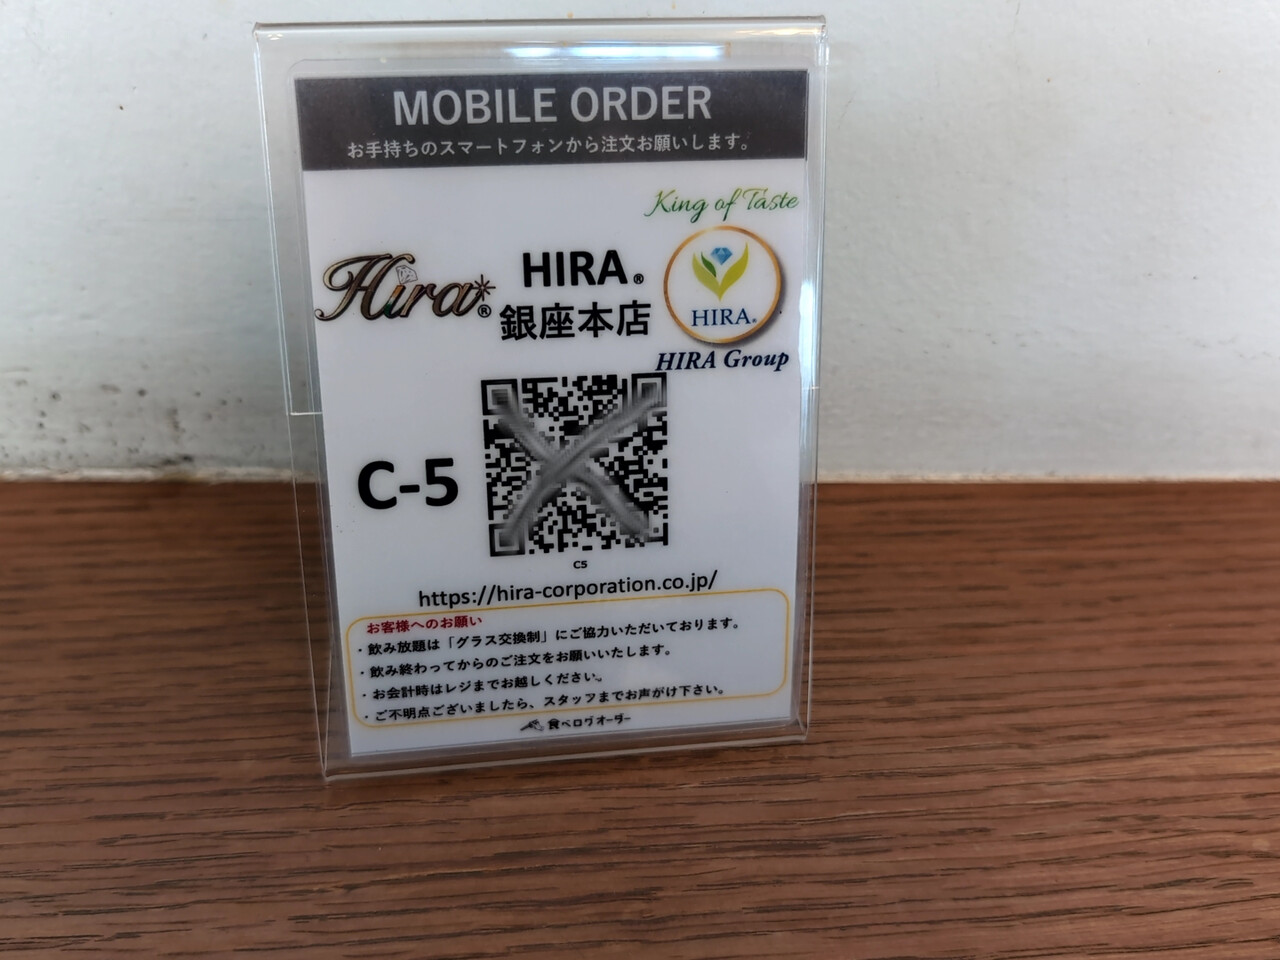 MOBILE ORDER
お手持ちのスマートフォンから注文お願いします。
King of Taste
Hira®
HIRA®
銀座本店
HIRA®
HIRA Group
C-5
C5
https://hira-corporation.co.jp/
お客様へのお願い
・飲み放題は「グラス交換制」にご協力いただいております。
・飲み終わってからのご注文をお願いいたします。
・お会計時はレジまでお越しください。
・ご不明点ございましたら、スタッフまでお声がけ下さい。
食べログオーダー